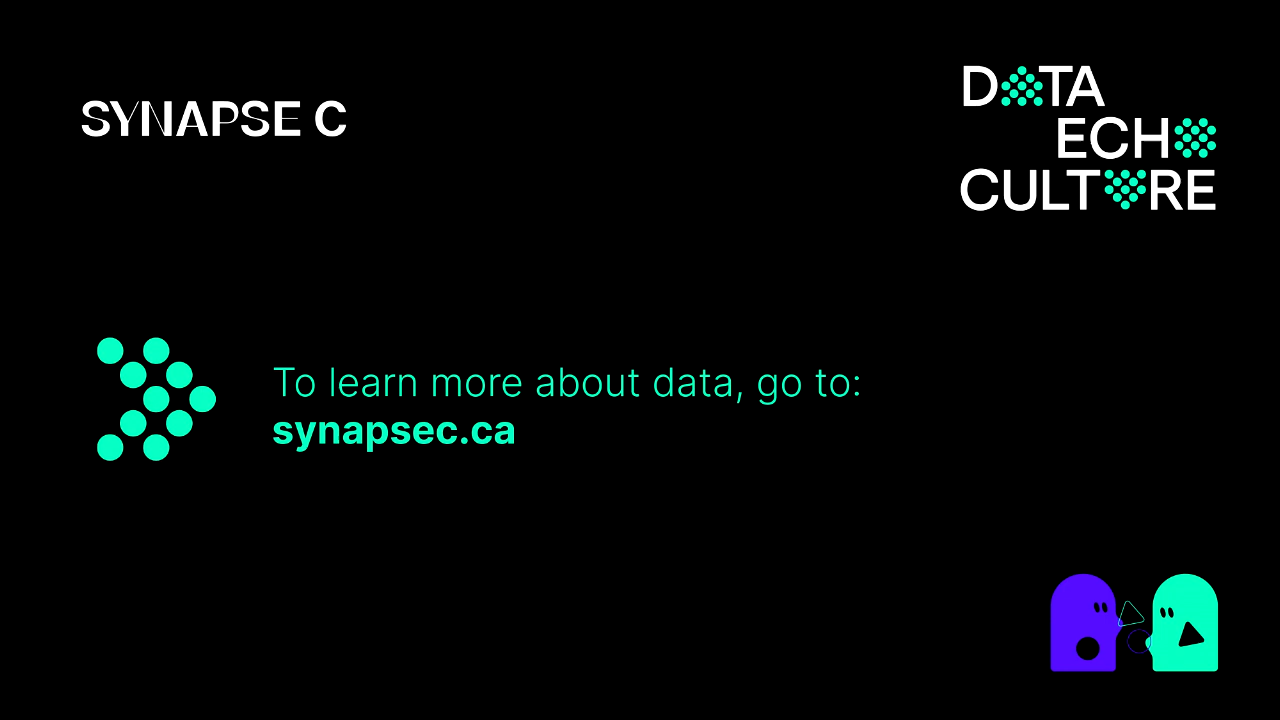 SYNAPSE C
DATA
ECHO
CULTURE
To learn more about data, go to:
synapsec.ca